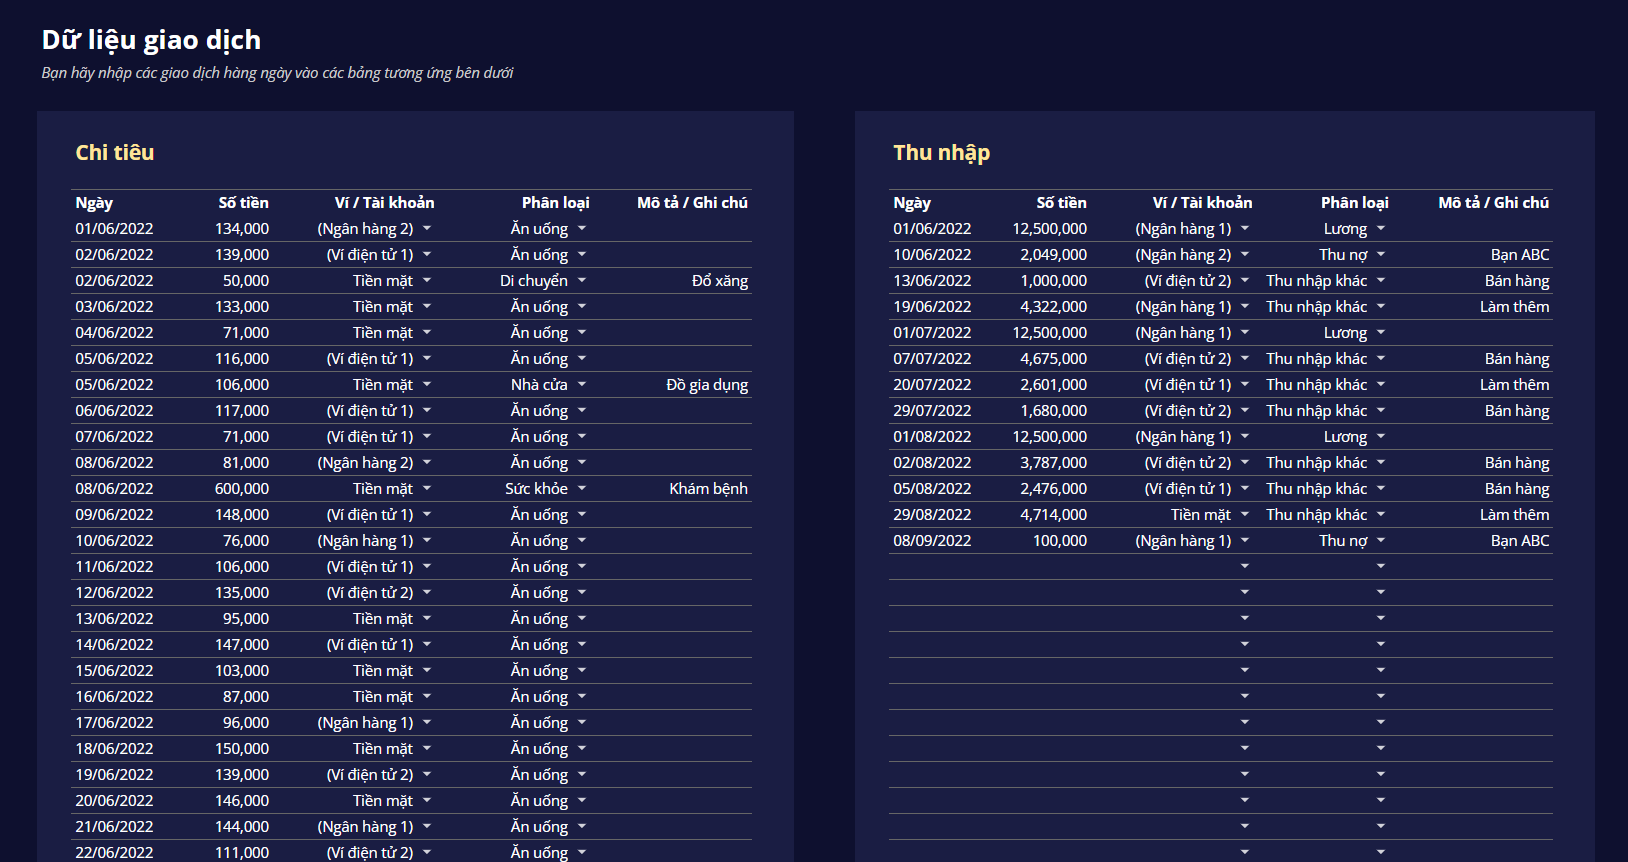 Dữ liệu giao dịch
Bạn hãy nhập các giao dịch hàng ngày vào các bảng tương ứng bên dưới
Chi tiêu
Ngày Số tiền Ví / Tài khoản Phân loại Mô tả / Ghi chú
01/06/2022 134,000 (Ngân hàng 2) Ăn uống
02/06/2022 139,000 (Ví điện tử 1) Ăn uống
02/06/2022 50,000 Tiền mặt Di chuyển Đổ xăng
03/06/2022 133,000 Tiền mặt Ăn uống
04/06/2022 71,000 Tiền mặt Ăn uống
05/06/2022 116,000 (Ví điện tử 1) Ăn uống
05/06/2022 106,000 Tiền mặt Nhà cửa Đồ gia dụng
06/06/2022 117,000 (Ví điện tử 1) Ăn uống
07/06/2022 71,000 (Ví điện tử 1) Ăn uống
08/06/2022 81,000 (Ngân hàng 2) Ăn uống
08/06/2022 600,000 Tiền mặt Sức khỏe Khám bệnh
09/06/2022 148,000 (Ví điện tử 1) Ăn uống
10/06/2022 76,000 (Ngân hàng 1) Ăn uống
11/06/2022 106,000 (Ví điện tử 1) Ăn uống
12/06/2022 135,000 (Ví điện tử 2) Ăn uống
13/06/2022 95,000 Tiền mặt Ăn uống
14/06/2022 147,000 (Ví điện tử 1) Ăn uống
15/06/2022 103,000 Tiền mặt Ăn uống
16/06/2022 87,000 Tiền mặt Ăn uống
17/06/2022 96,000 (Ngân hàng 1) Ăn uống
18/06/2022 150,000 Tiền mặt Ăn uống
19/06/2022 139,000 (Ví điện tử 2) Ăn uống
20/06/2022 146,000 Tiền mặt Ăn uống
21/06/2022 144,000 (Ngân hàng 1) Ăn uống
22/06/2022 111,000 (Ví điện tử 2) Ăn uống
Thu nhập
Ngày Số tiền Ví / Tài khoản Phân loại Mô tả / Ghi chú
01/06/2022 12,500,000 (Ngân hàng 1) Lương
10/06/2022 2,049,000 (Ngân hàng 2) Thu nợ Bạn ABC
13/06/2022 1,000,000 (Ví điện tử 2) Thu nhập khác Bán hàng
19/06/2022 4,322,000 (Ngân hàng 1) Thu nhập khác Làm thêm
01/07/2022 12,500,000 (Ngân hàng 1) Lương
07/07/2022 4,675,000 (Ví điện tử 2) Thu nhập khác Bán hàng
20/07/2022 2,601,000 (Ví điện tử 1) Thu nhập khác Làm thêm
29/07/2022 1,680,000 (Ví điện tử 2) Thu nhập khác Bán hàng
01/08/2022 12,500,000 (Ngân hàng 1) Lương
02/08/2022 3,787,000 (Ví điện tử 2) Thu nhập khác Bán hàng
05/08/2022 2,476,000 (Ví điện tử 1) Thu nhập khác Bán hàng
29/08/2022 4,714,000 Tiền mặt Thu nhập khác Làm thêm
08/09/2022 100,000 (Ngân hàng 1) Thu nợ Bạn ABC